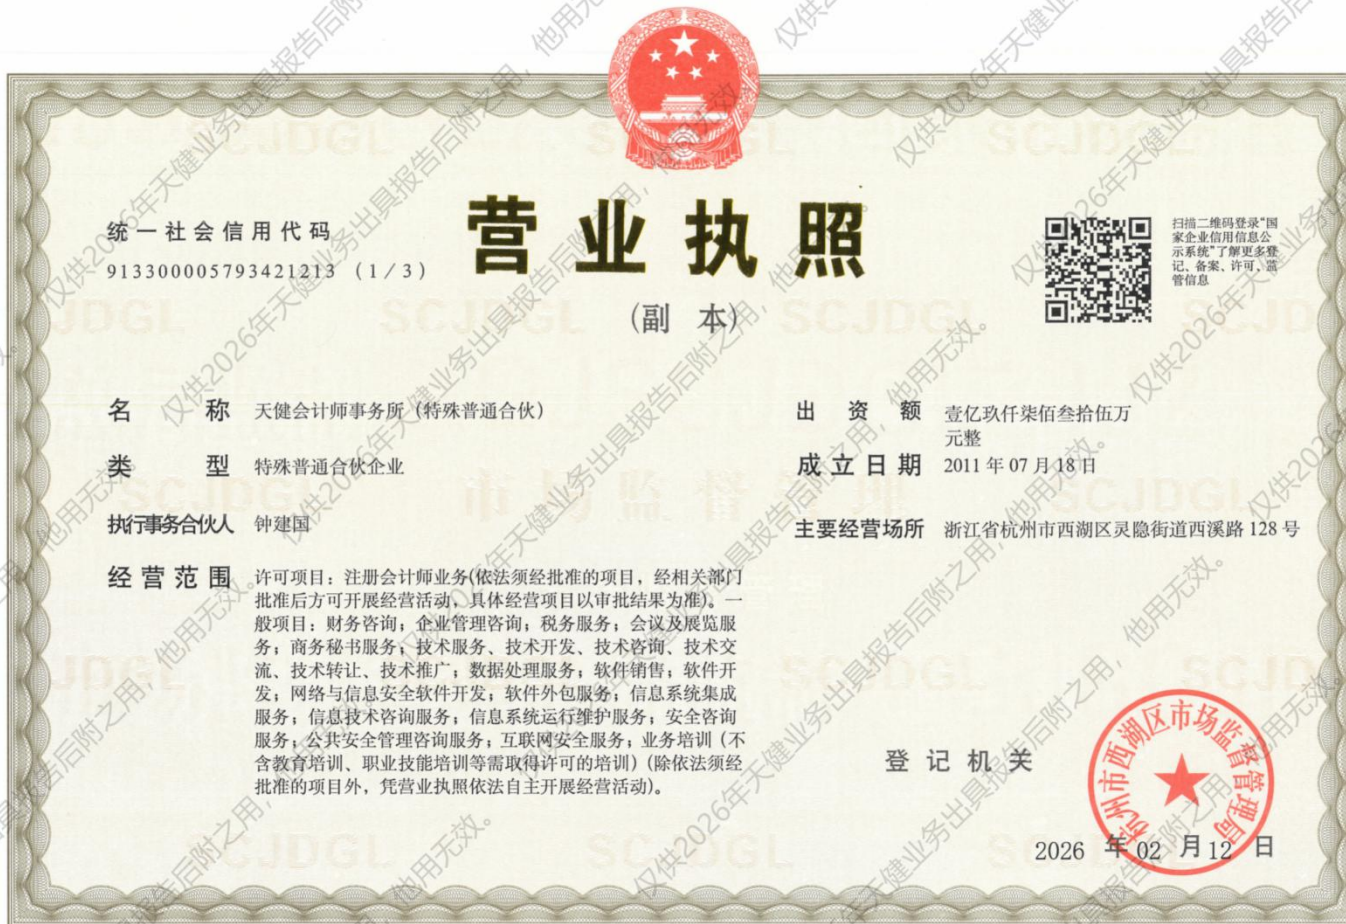 营业执照
(副 本)
统一社会信用代码
913300005793421213 (1/3)
扫描二维码登录“国
家企业信用信息公
示系统”了解更多登
记、备案、许可、监
管信息
名 称 天健会计师事务所（特殊普通合伙）
类 型 特殊普通合伙企业
执行事务合伙人 钟建国
经营范围 许可项目：注册会计师业务(依法须经批准的项目，经相关部门
批准后方可开展经营活动，具体经营项目以审批结果为准)。一
般项目：财务咨询；企业管理咨询；税务服务；会议及展览服
务；商务秘书服务；技术服务、技术开发、技术咨询、技术交
流、技术转让、技术推广；数据处理服务；软件销售；软件开
发；网络与信息安全软件开发；软件外包服务；信息系统集成
服务；信息技术咨询服务；信息系统运行维护服务；安全咨询
服务；公共安全管理咨询服务；互联网安全服务；业务培训（不
含教育培训、职业技能培训等需取得许可的培训）(除依法须经
批准的项目外，凭营业执照依法自主开展经营活动)。
出 资 额 壹亿玖仟柒佰叁拾伍万
元整
成立日期 2011 年 07 月 18 日
主要经营场所 浙江省杭州市西湖区灵隐街道西溪路 128 号
登记机关
杭州市西湖区市场监督管理局
2026 年 02 月 12 日
仅供2026年天健业务出具报告后附之用，他用无效。
SCJDGL
市场监督管理